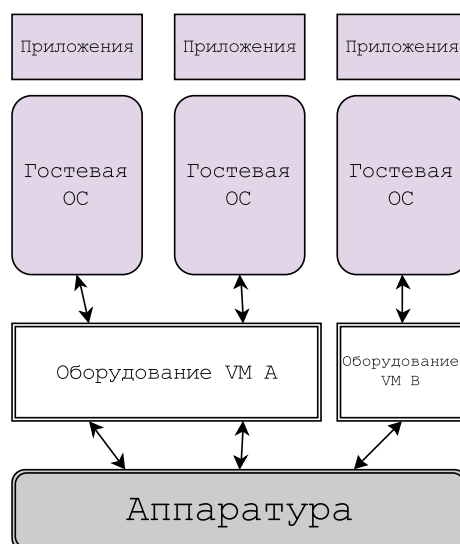 Приложения
Приложения
Приложения
Гостевая
ОС
Гостевая
ОС
Гостевая
ОС
Оборудование VM A
Оборудование
VM B
Аппаратура